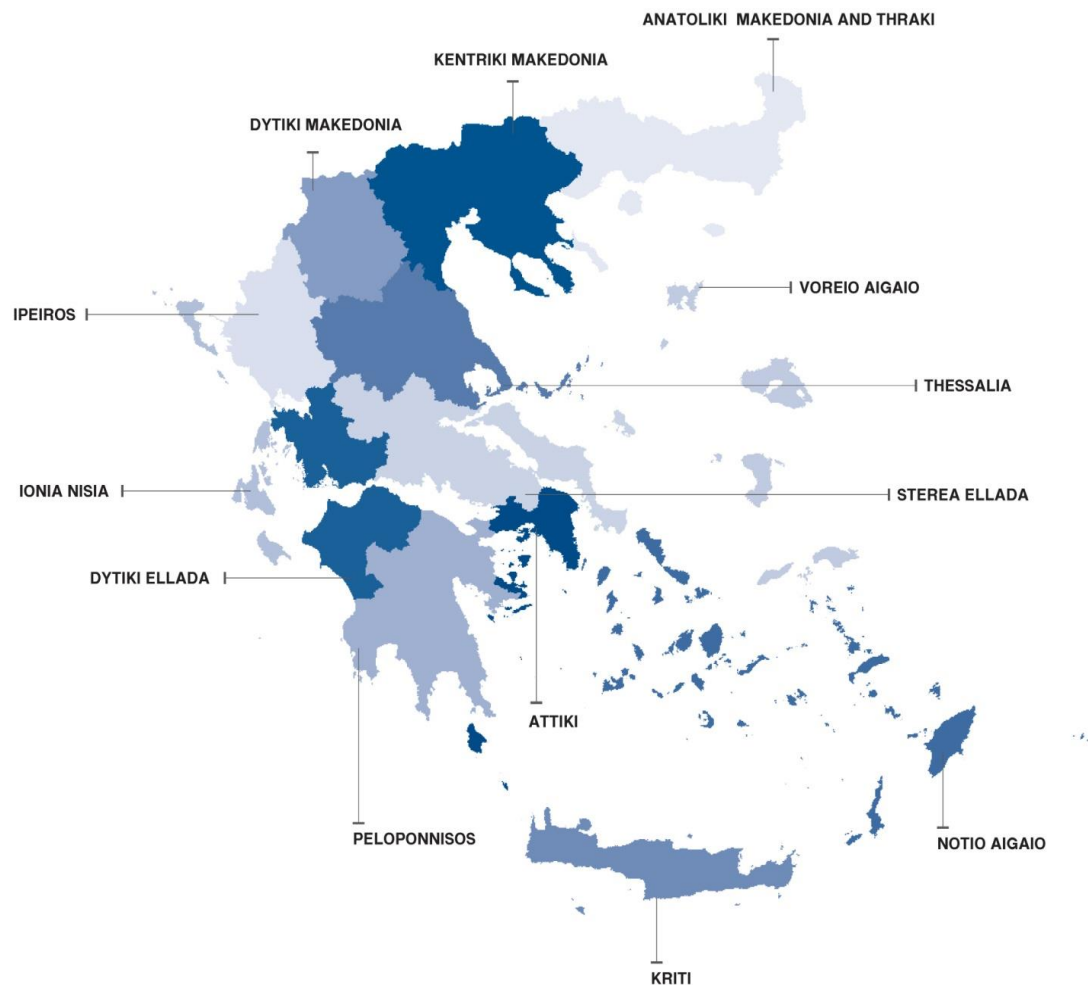 ANATOLIKI MAKEDONIA AND THRAKI
KENTRIKI MAKEDONIA
DYTIKI MAKEDONIA
VOREIO AIGAIO
IPEIROS
THESSALIA
IONIA NISIA
STEREA ELLADA
DYTIKI ELLADA
ATTIKI
PELOPONNISOS
NOTIO AIGAIO
KRITI